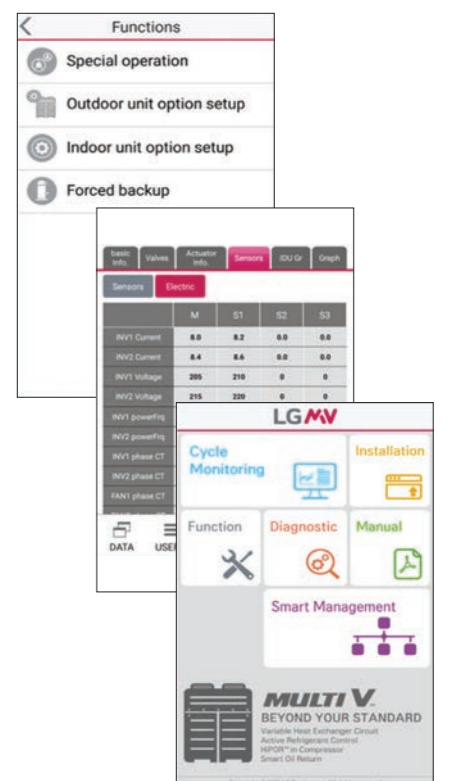 Functions
Special operation
Outdoor unit option setup
Indoor unit option setup
Forced backup
basic Info.
Valves
Actuator Info.
Sensors
IDU Gr
Graph
Sensors
Electric
M S1 S2 S3
INV1 Current 8.0 8.2 0.0 0.0
INV2 Current 8.4 8.6 0.0 0.0
INV1 Voltage 205 210 0 0
INV2 Voltage 215 220 0 0
INV1 powerFrq
INV2 powerFrq
INV1 phase CT
INV2 phase CT
FAN1 phase CT
DATA
USER
LG MV
Cycle
Monitoring
Installation
Function
Diagnostic
Manual
Smart Management
MULTI V.
BEYOND YOUR STANDARD
Variable Heat Exchanger Circuit
Active Refrigerant Control
HiPOR™ in Compressor
Smart Oil Return